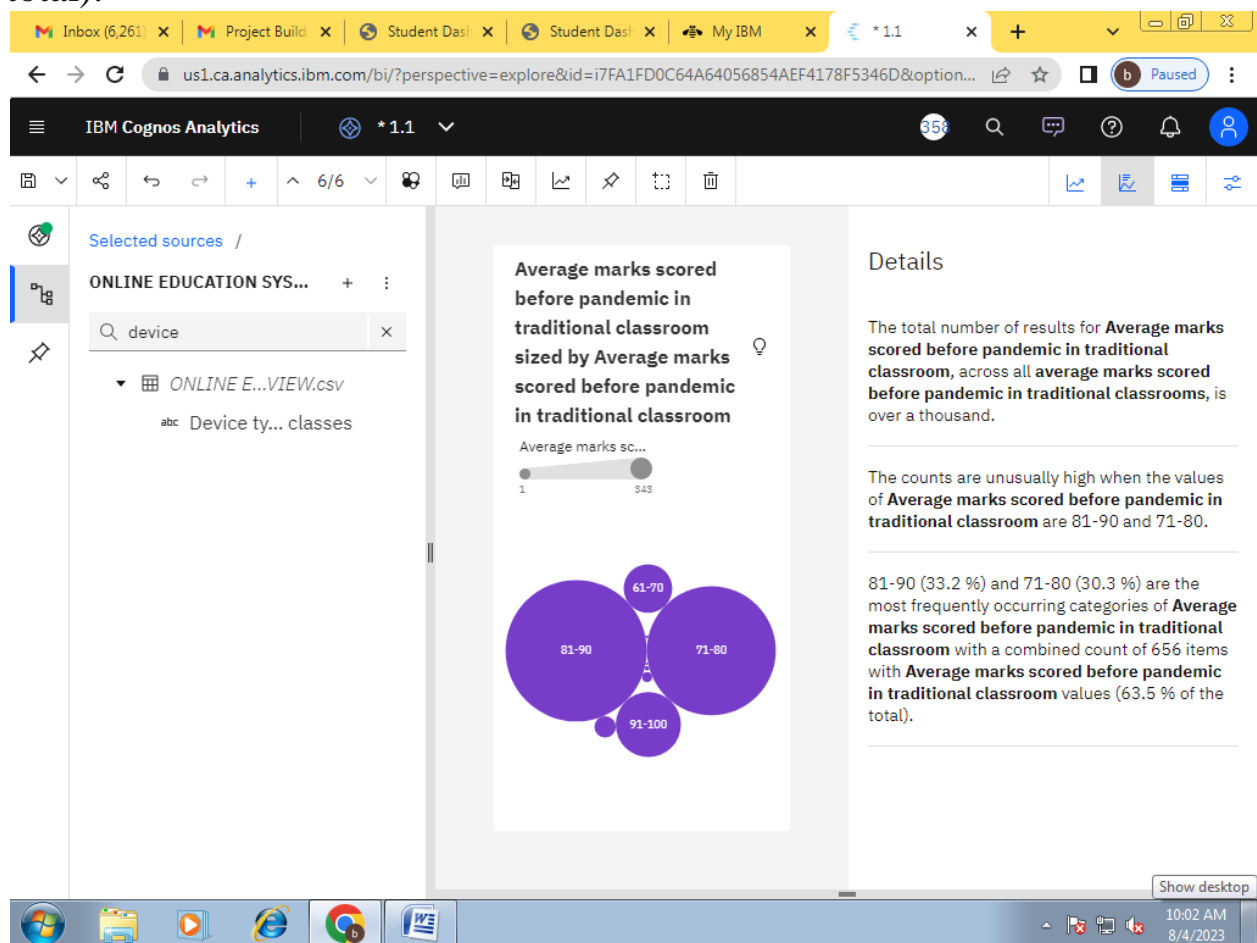 total).
Inbox (6,261)
Project Build
Student Dash
Student Dash
My IBM
* 1.1
us1.ca.analytics.ibm.com/bi/?perspective=explore&id=i7FA1FD0C64A64056854AEF4178F5346D&option...
b
Paused
IBM Cognos Analytics
* 1.1
358
6/6
Selected sources /
ONLINE EDUCATION SYS...
device
ONLINE E...VIEW.csv
abc Device ty... classes
Average marks scored
before pandemic in
traditional classroom
sized by Average marks
scored before pandemic
in traditional classroom
Average marks sc...
1
343
61-70
81-90
71-80
91-100
Details
The total number of results for Average marks
scored before pandemic in traditional
classroom, across all average marks scored
before pandemic in traditional classrooms, is
over a thousand.
The counts are unusually high when the values
of Average marks scored before pandemic in
traditional classroom are 81-90 and 71-80.
81-90 (33.2 %) and 71-80 (30.3 %) are the
most frequently occurring categories of Average
marks scored before pandemic in traditional
classroom with a combined count of 656 items
with Average marks scored before pandemic
in traditional classroom values (63.5 % of the
total).
Show desktop
10:02 AM
8/4/2023